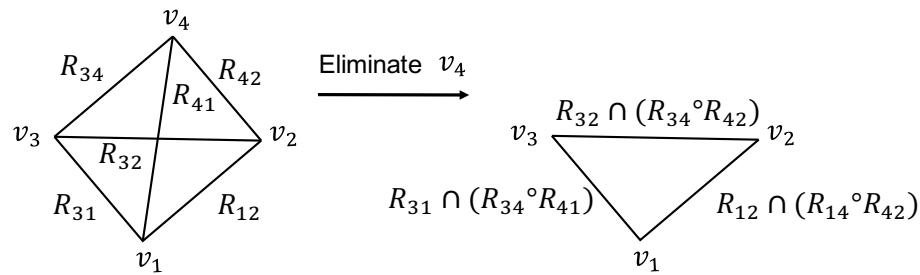 v₄
R₃₄
R₄₂
R₄₁
v₃
v₂
R₃₂
R₃₁
R₁₂
v₁
Eliminate v₄
R₃₂ ∩ (R₃₄°R₄₂)
v₃
v₂
R₃₁ ∩ (R₃₄°R₄₁)
R₁₂ ∩ (R₁₄°R₄₂)
v₁